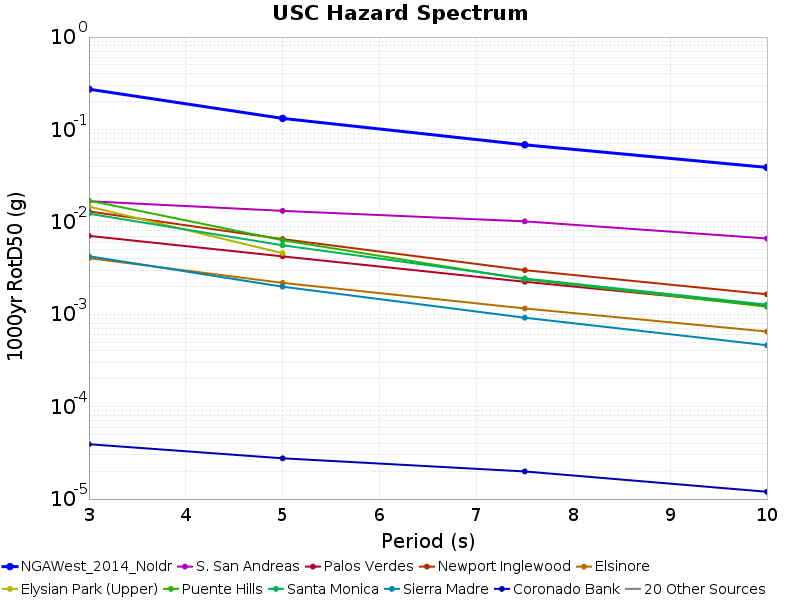 USC Hazard Spectrum
10^0
10^-1
10^-2
10^-3
10^-4
10^-5
1000yr RotD50 (g)
3 4 5 6 7 8 9 10
Period (s)
NGAWest_2014_NoIdr S. San Andreas Palos Verdes Newport Inglewood Elsinore
Elysian Park (Upper) Puente Hills Santa Monica Sierra Madre Coronado Bank 20 Other Sources